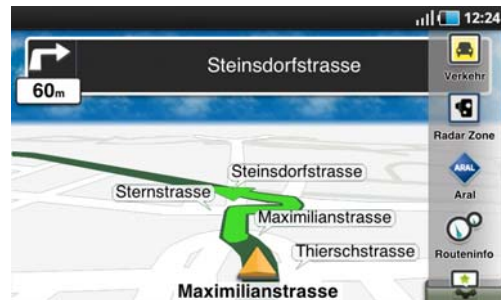 12:24
Steinsdorfstrasse
60m
Verkehr
Radar Zone
ARAL
Aral
Steinsdorfstrasse
Sternstrasse
Maximilianstrasse
Thierschstrasse
Routeninfo
Maximilianstrasse